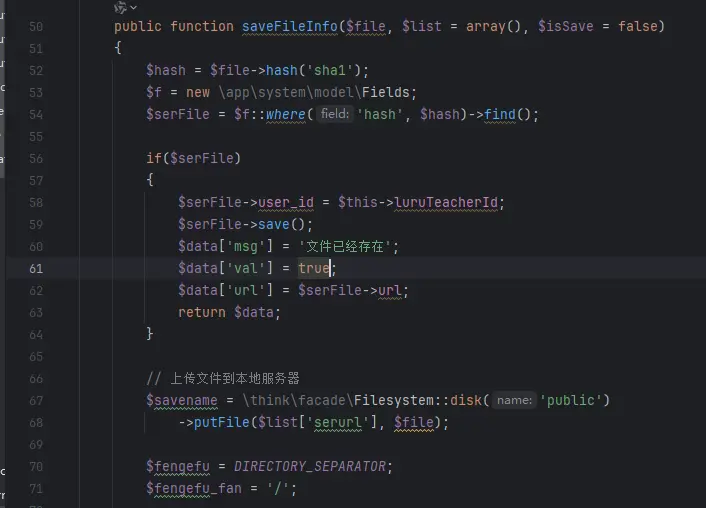 50 public function saveFileInfo($file, $list = array(), $isSave = false)
51 {
52 $hash = $file->hash('sha1');
53 $f = new \app\system\model\Fields;
54 $serFile = $f::where( field: 'hash', $hash)->find();
55
56 if($serFile)
57 {
58 $serFile->user_id = $this->luruTeacherId;
59 $serFile->save();
60 $data['msg'] = '文件已经存在';
61 $data['val'] = true;
62 $data['url'] = $serFile->url;
63 return $data;
64 }
65
66 // 上传文件到本地服务器
67 $savename = \think\facade\Filesystem::disk( name: 'public')
68 ->putFile($list['serurl'], $file);
69
70 $fengefu = DIRECTORY_SEPARATOR;
71 $fengefu_fan = '/';